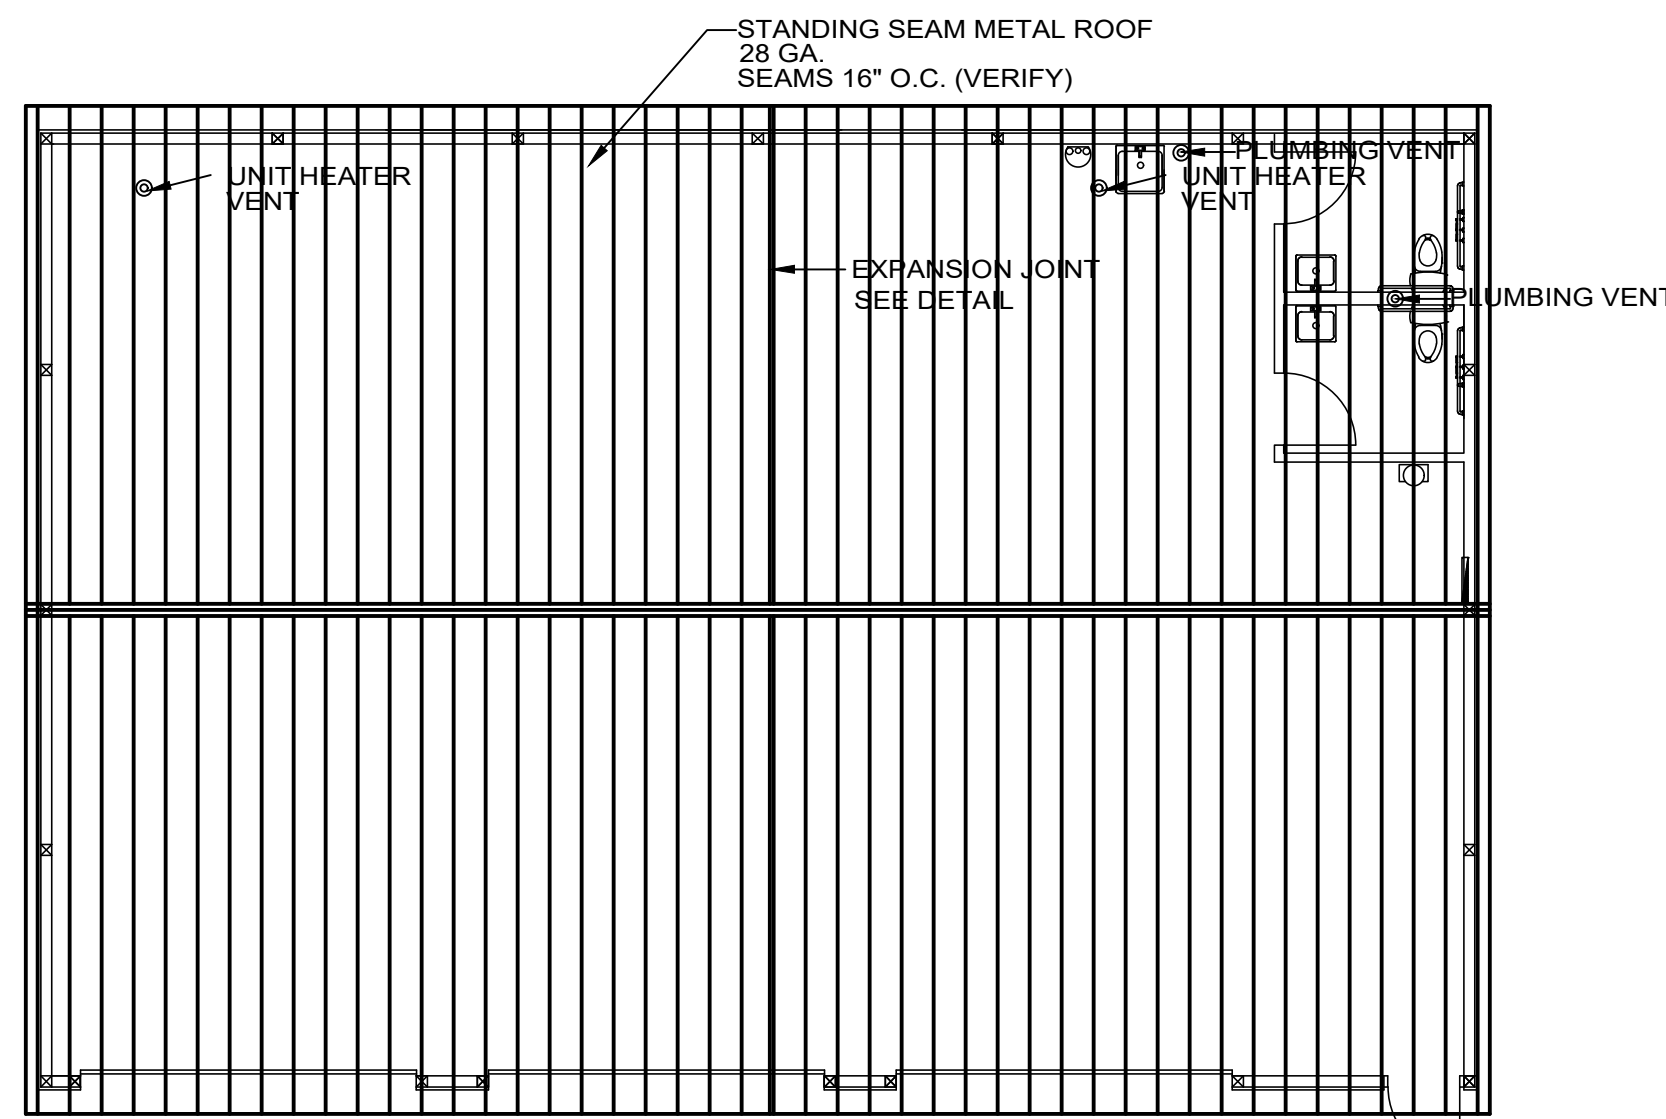 STANDING SEAM METAL ROOF
28 GA.
SEAMS 16" O.C. (VERIFY)
PLUMBING VENT
UNIT HEATER
VENT
UNIT HEATER
VENT
EXPANSION JOINT
SEE DETAIL
PLUMBING VENT